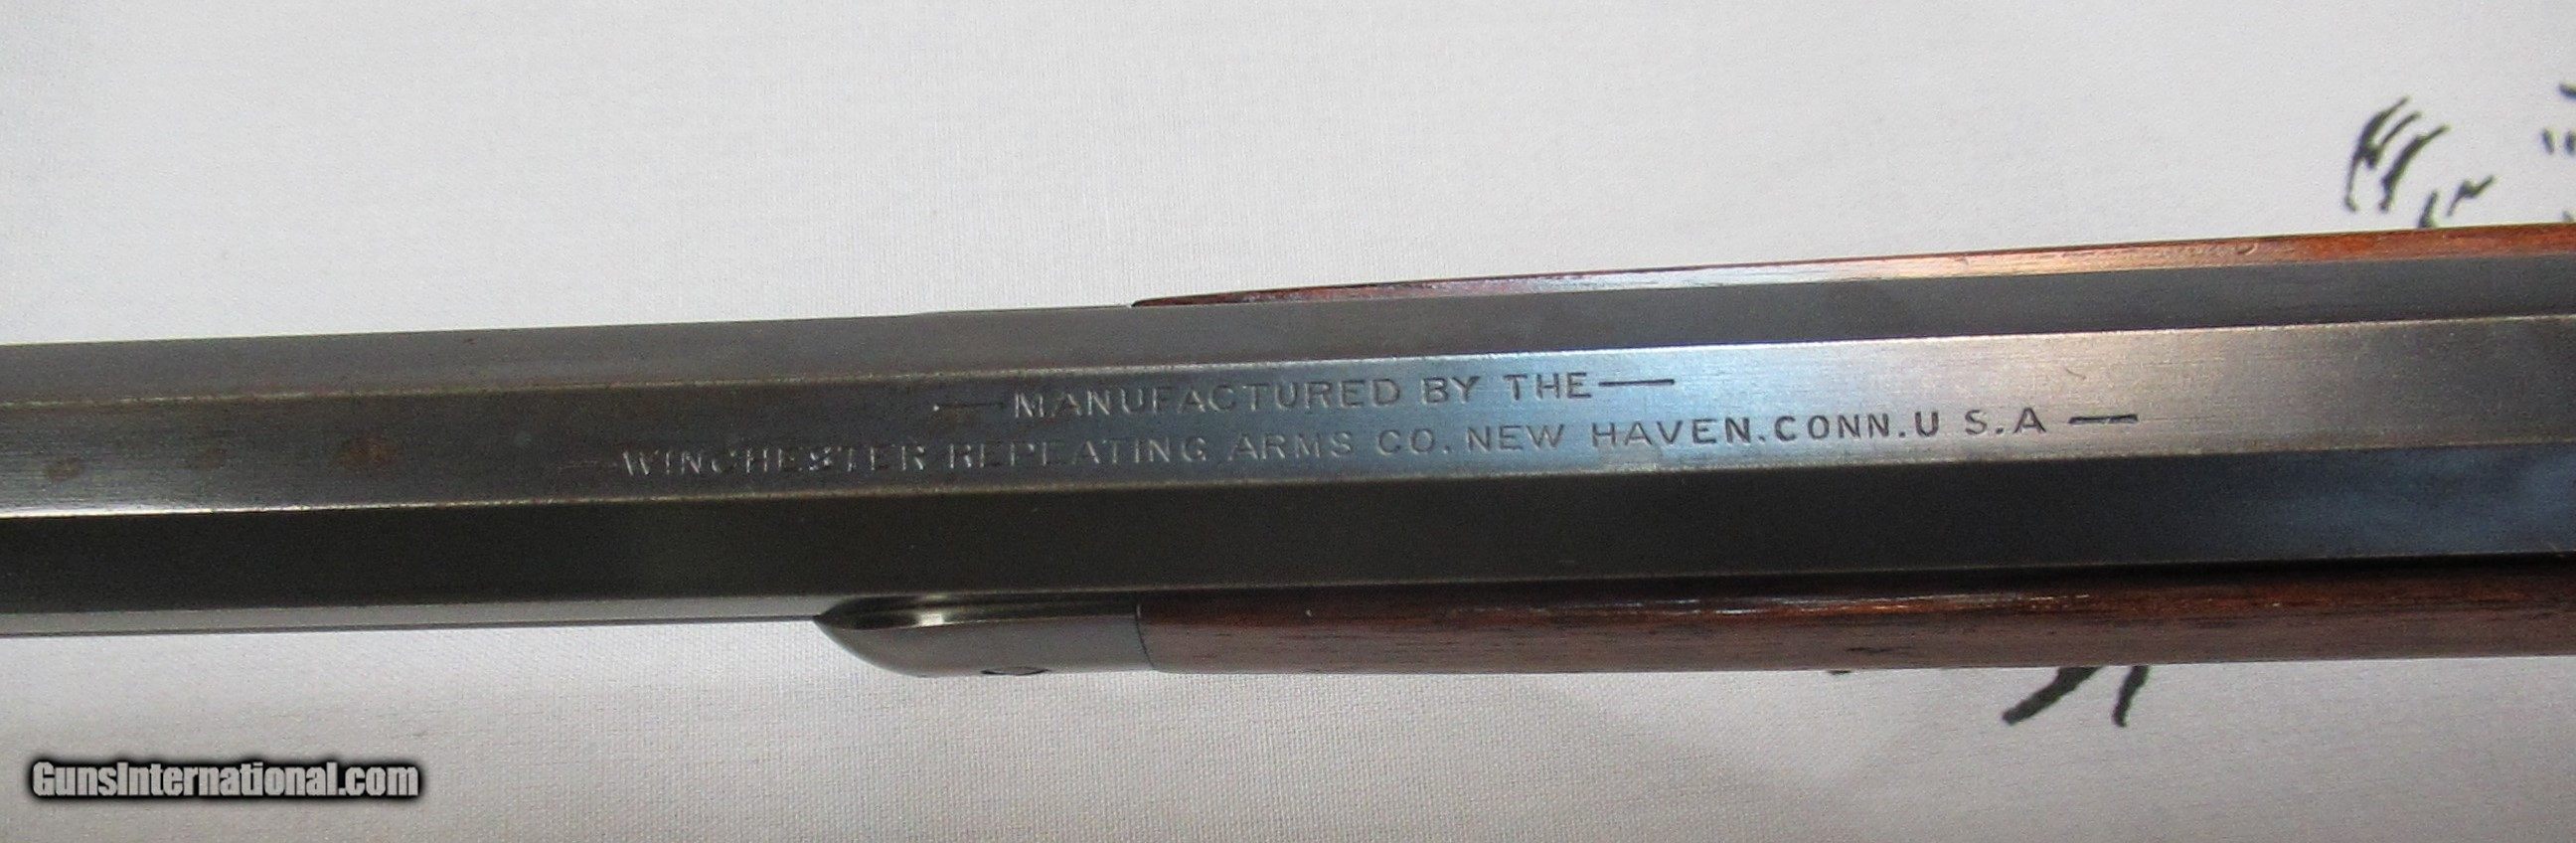 — MANUFACTURED BY THE —
— WINCHESTER REPEATING ARMS CO. NEW HAVEN. CONN. U S. A —
GunsInternational.com